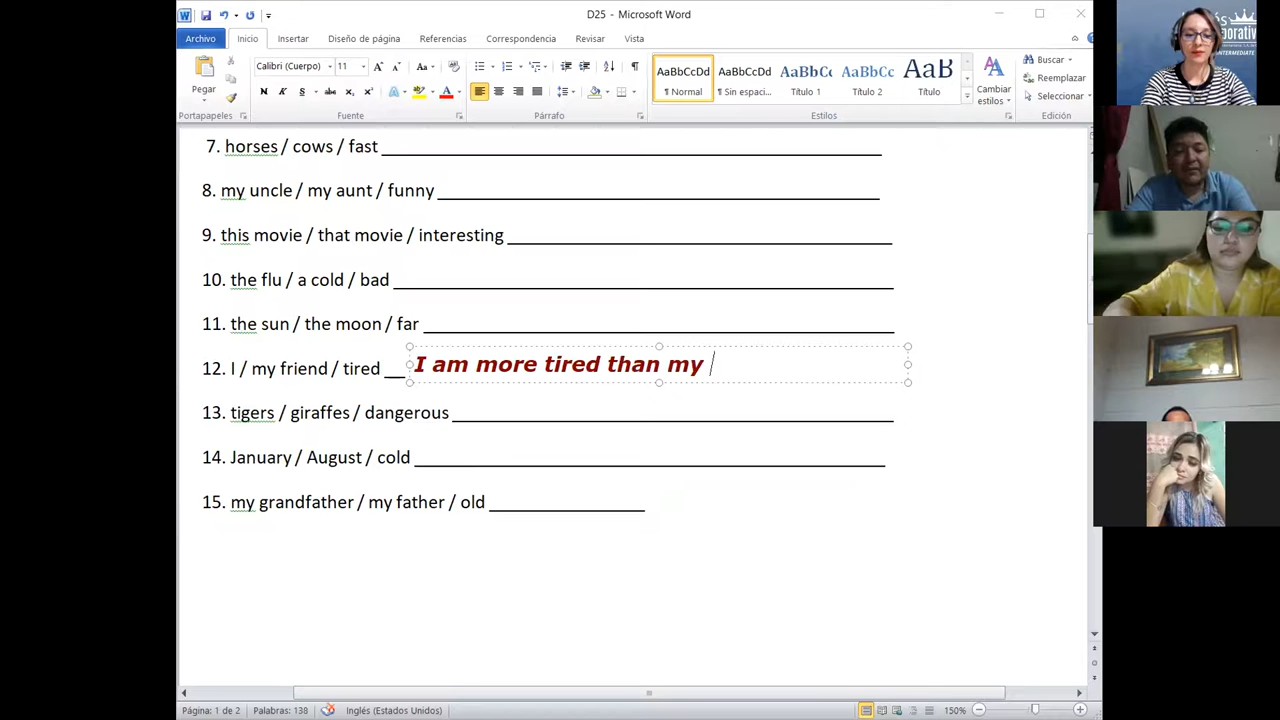 D25 - Microsoft Word
Archivo Inicio Insertar Diseño de página Referencias Correspondencia Revisar Vista
Pegar
Calibri (Cuerpo) 11
Cambiar estilos
Buscar
Reemplazar
Seleccionar
AaBbCcDd AaBbCcDd AaBbCc AaBbCc AaB
¶ Normal ¶ Sin espaci... Título 1 Título 2 Título
Portapapeles Fuente Párrafo Estilos Edición
7. horses / cows / fast
8. my uncle / my aunt / funny
9. this movie / that movie / interesting
10. the flu / a cold / bad
11. the sun / the moon / far
12. I / my friend / tired __ I am more tired than my
13. tigers / giraffes / dangerous
14. January / August / cold
15. my grandfather / my father / old
Página: 1 de 2 Palabras: 138 Inglés (Estados Unidos) 150%
INTERMEDIATE